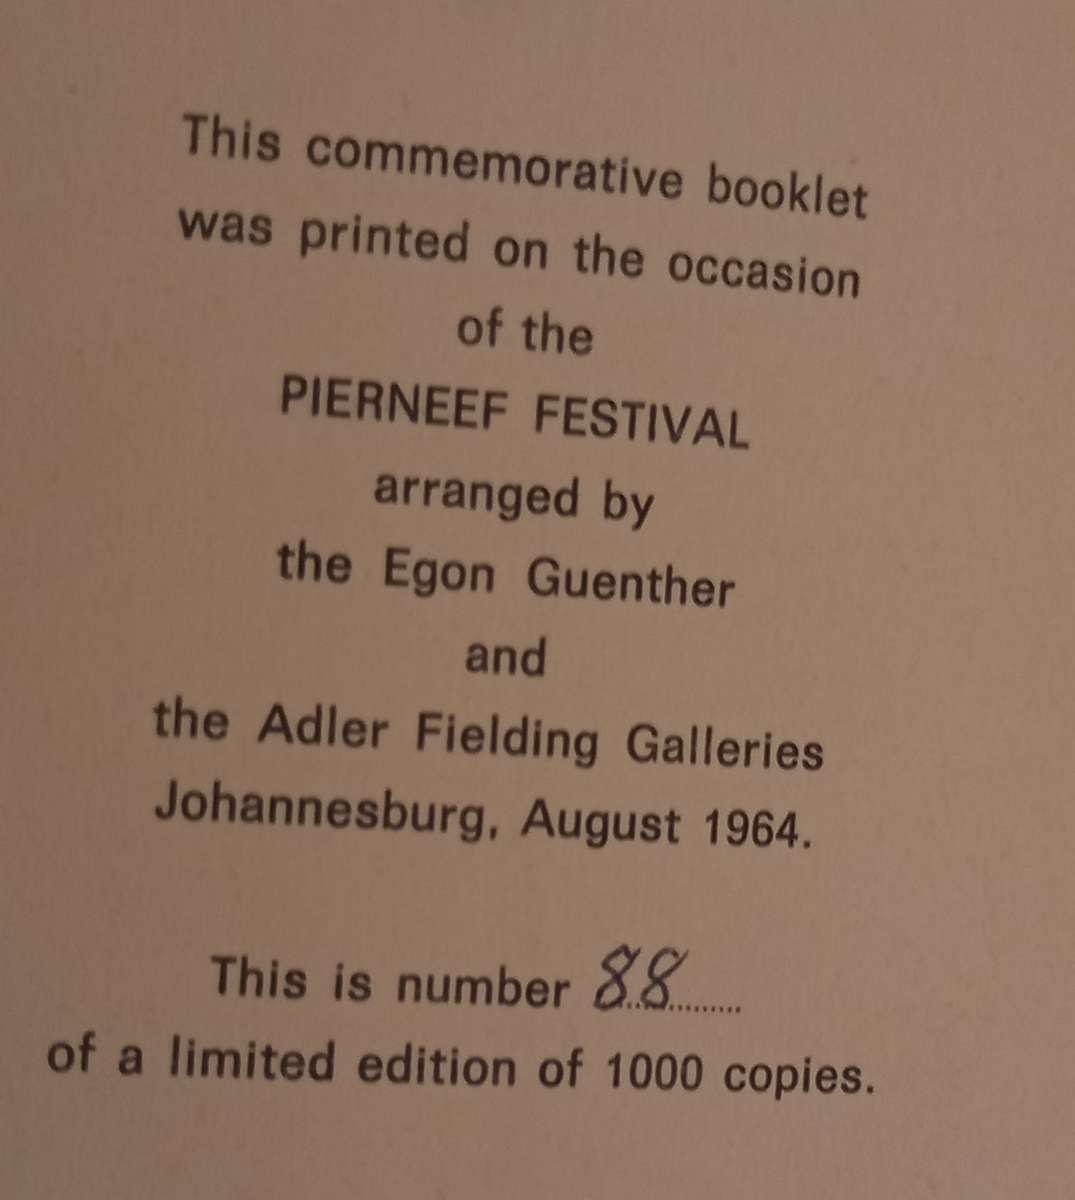 This commemorative booklet
was printed on the occasion
of the
PIERNEEF FESTIVAL
arranged by
the Egon Guenther
and
the Adler Fielding Galleries
Johannesburg, August 1964.
This is number 88
of a limited edition of 1000 copies.